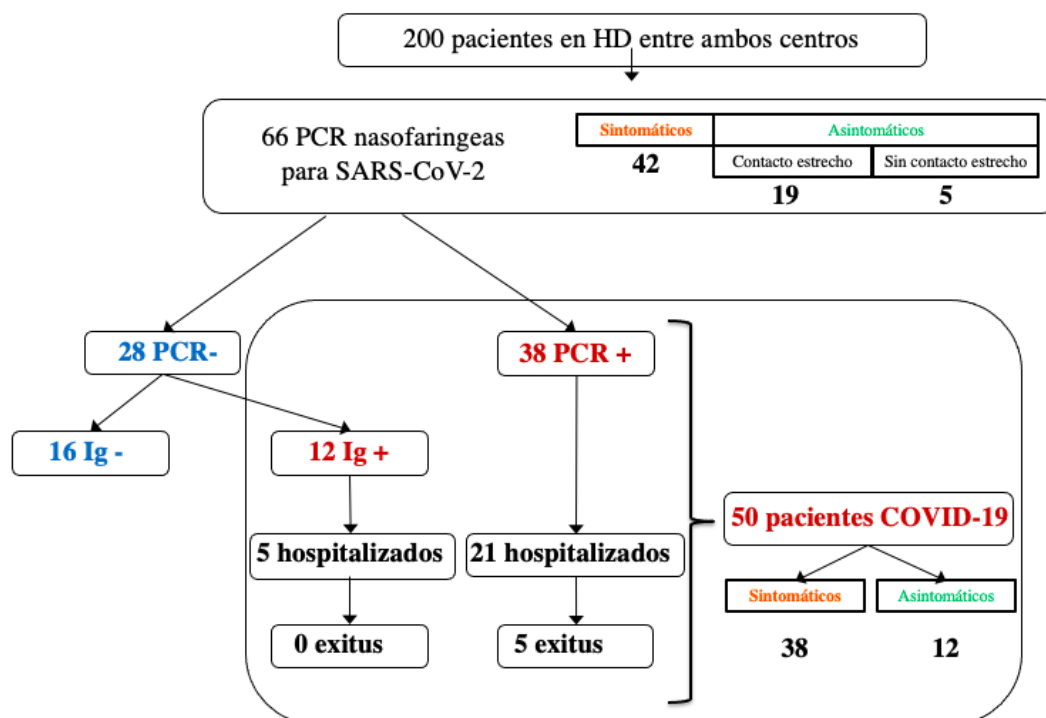 200 pacientes en HD entre ambos centros
66 PCR nasofaringeas
para SARS-CoV-2
Sintomáticos
Asintomáticos
42
Contacto estrecho
Sin contacto estrecho
19
5
28 PCR-
38 PCR +
16 Ig -
12 Ig +
50 pacientes COVID-19
5 hospitalizados
21 hospitalizados
Sintomáticos
Asintomáticos
0 exitus
5 exitus
38
12